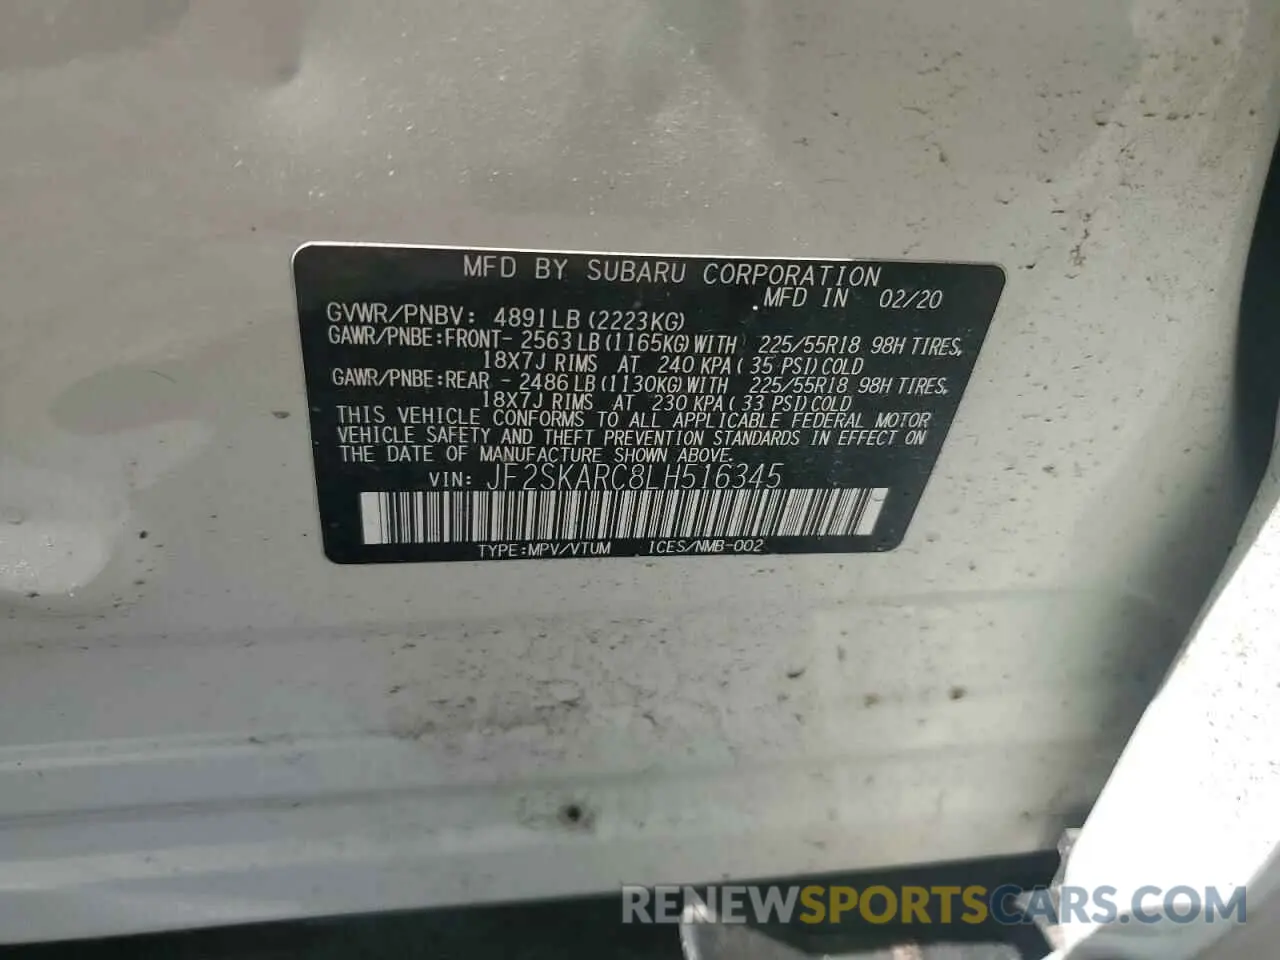 MFD BY SUBARU CORPORATION
.MFD IN 02/20
GVWR/PNBV: 4891LB (2223KG)
GAWR/PNBE:FRONT- 2563LB(1165KG)WITH 225/55R18 98H TIRES,
18X7J RIMS AT 240 KPA( 35 PSI)COLD
GAWR/PNBE:REAR - 2486LB(1130KG)WITH 225/55R18 98H TIRES,
18X7J RIMS AT 230 KPA(33 PSI)COLD
THIS VEHICLE CONFORMS TO ALL APPLICABLE FEDERAL MOTOR
VEHICLE SAFETY AND THEFT PREVENTION STANDARDS IN EFFECT ON
THE DATE OF MANUFACTURE SHOWN ABOVE.
VIN: JF2SKARC8LH516345
TYPE:MPV/VTUM ICES/NMB-002
RENEWSPORTSCARS.COM